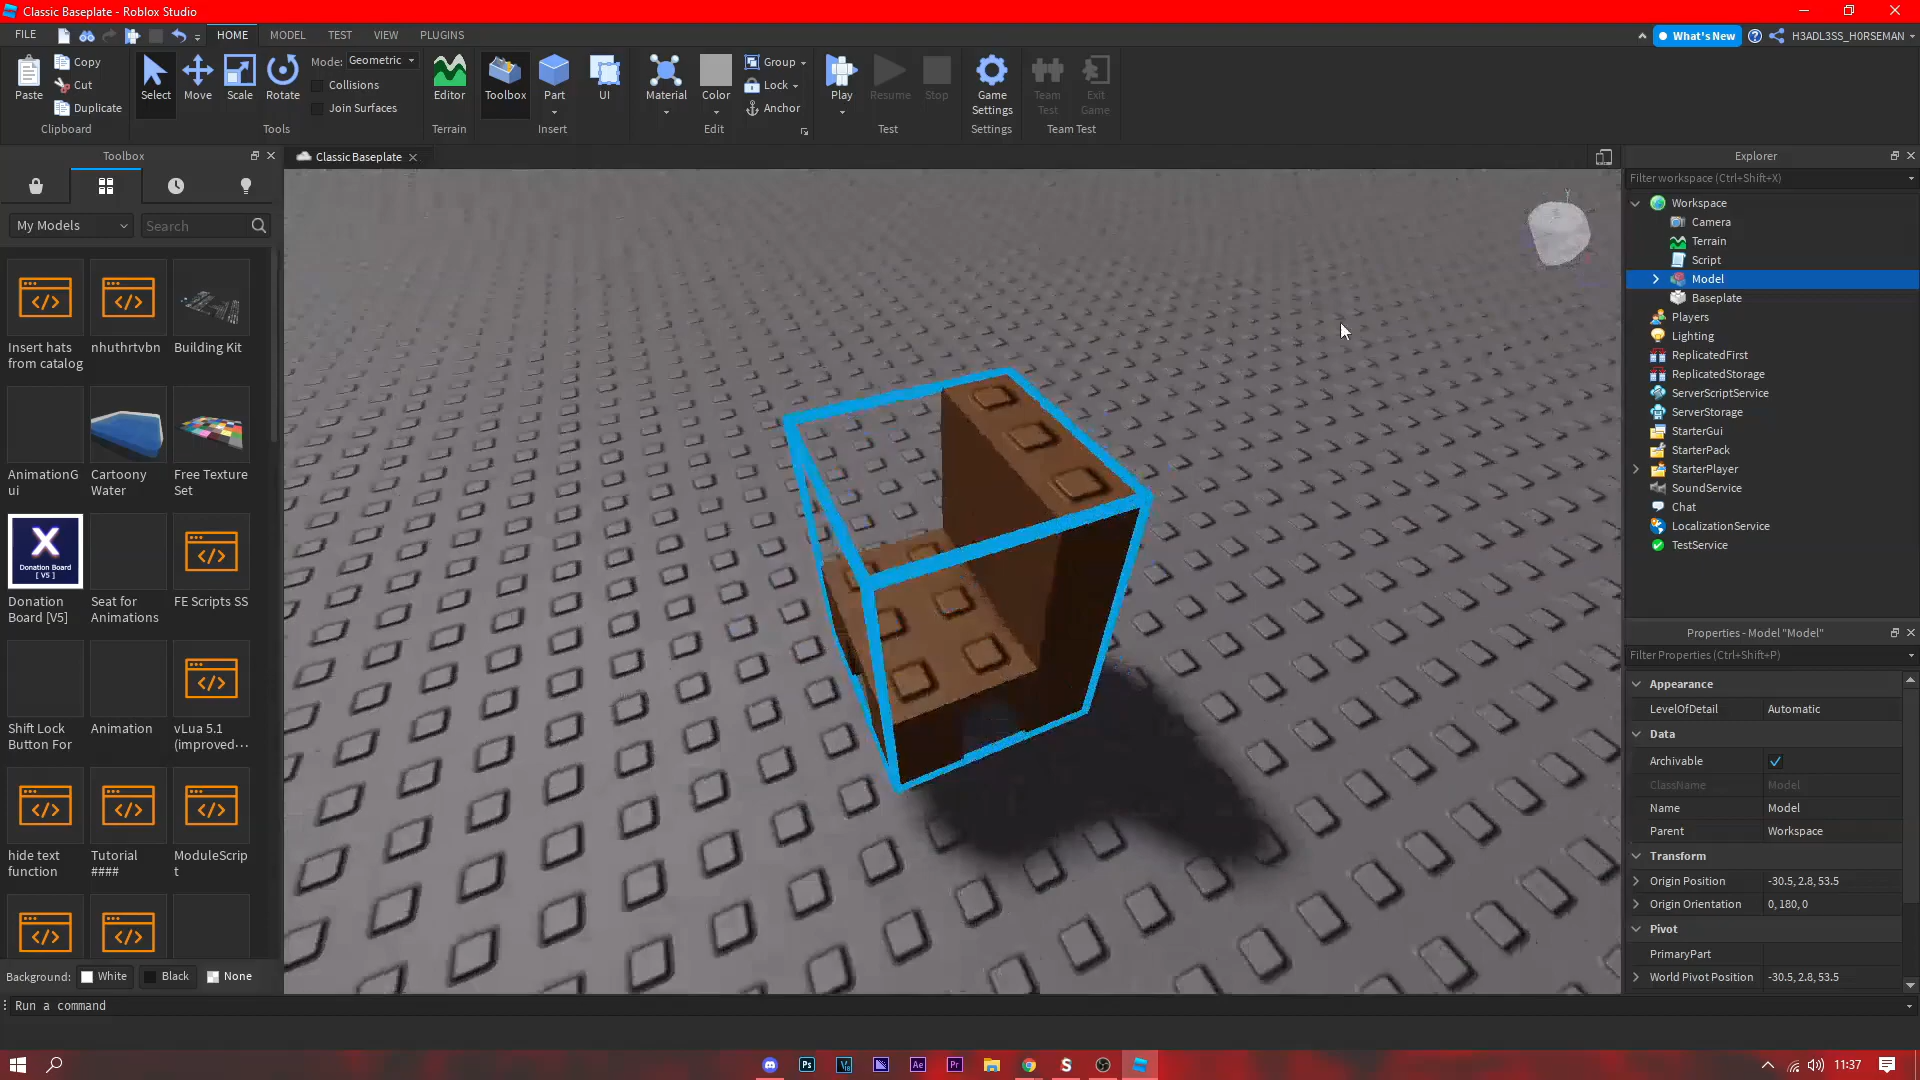 Classic Baseplate - Roblox Studio
FILE
HOME
MODEL
TEST
VIEW
PLUGINS
What's New
H3ADL3SS_H0RSEMAN
Paste
Copy
Cut
Duplicate
Clipboard
Select
Move
Scale
Rotate
Mode: Geometric
Collisions
Join Surfaces
Tools
Editor
Terrain
Toolbox
Part
UI
Insert
Material
Color
Group
Lock
Anchor
Edit
Play
Resume
Stop
Test
Game
Settings
Settings
Team
Test
Exit
Game
Team Test
Toolbox
My Models
Search
Insert hats
from catalog
nhuthrtvbn
Building Kit
AnimationG
ui
Cartoony
Water
Free Texture
Set
X
Donation Board
[ V5 ]
Donation
Board [V5]
Seat for
Animations
FE Scripts SS
Shift Lock
Button For
Animation
vLua 5.1
(improved···
hide text
function
Tutorial
####
ModuleScrip
t
Background:
White
Black
None
Run a command
Classic Baseplate
Explorer
Filter workspace (Ctrl+Shift+X)
Workspace
Camera
Terrain
Script
Model
Baseplate
Players
Lighting
ReplicatedFirst
ReplicatedStorage
ServerScriptService
ServerStorage
StarterGui
StarterPack
StarterPlayer
SoundService
Chat
LocalizationService
TestService
Properties - Model "Model"
Filter Properties (Ctrl+Shift+P)
Appearance
LevelOfDetail Automatic
Data
Archivable
ClassName Model
Name Model
Parent Workspace
Transform
Origin Position -30.5, 2.8, 53.5
Origin Orientation 0, 180, 0
Pivot
PrimaryPart
World Pivot Position -30.5, 2.8, 53.5
Ps
Ae
Pr
S
11:37